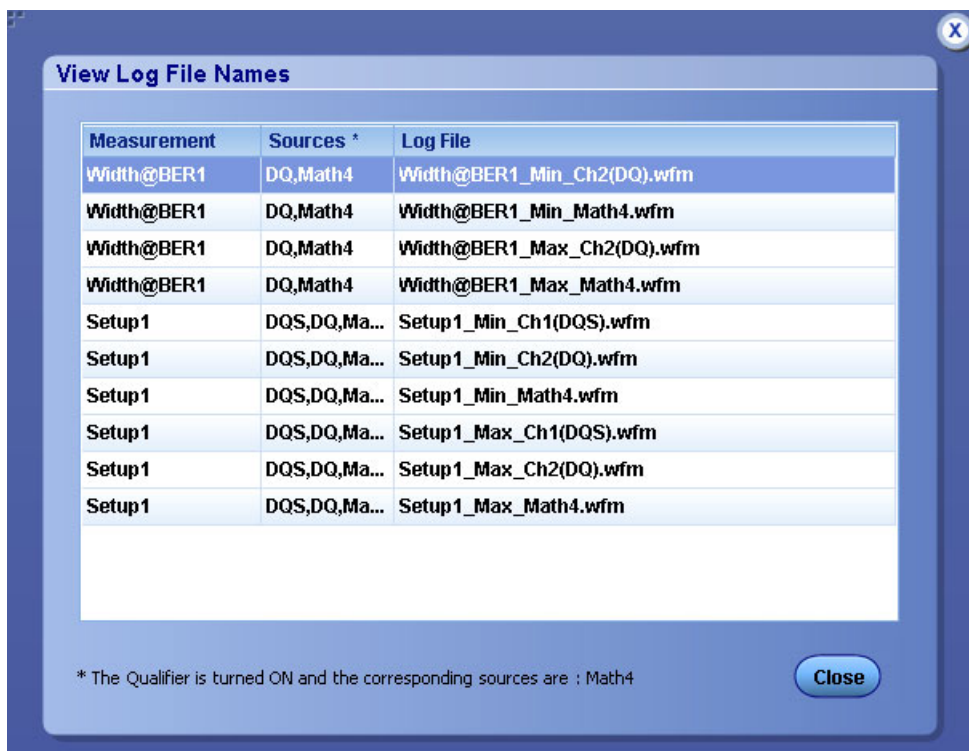 X
View Log File Names
Measurement Sources * Log File
Width@BER1 DQ,Math4 Width@BER1_Min_Ch2(DQ).wfm
Width@BER1 DQ,Math4 Width@BER1_Min_Math4.wfm
Width@BER1 DQ,Math4 Width@BER1_Max_Ch2(DQ).wfm
Width@BER1 DQ,Math4 Width@BER1_Max_Math4.wfm
Setup1 DQS,DQ,Ma... Setup1_Min_Ch1(DQS).wfm
Setup1 DQS,DQ,Ma... Setup1_Min_Ch2(DQ).wfm
Setup1 DQS,DQ,Ma... Setup1_Min_Math4.wfm
Setup1 DQS,DQ,Ma... Setup1_Max_Ch1(DQS).wfm
Setup1 DQS,DQ,Ma... Setup1_Max_Ch2(DQ).wfm
Setup1 DQS,DQ,Ma... Setup1_Max_Math4.wfm
* The Qualifier is turned ON and the corresponding sources are : Math4
Close